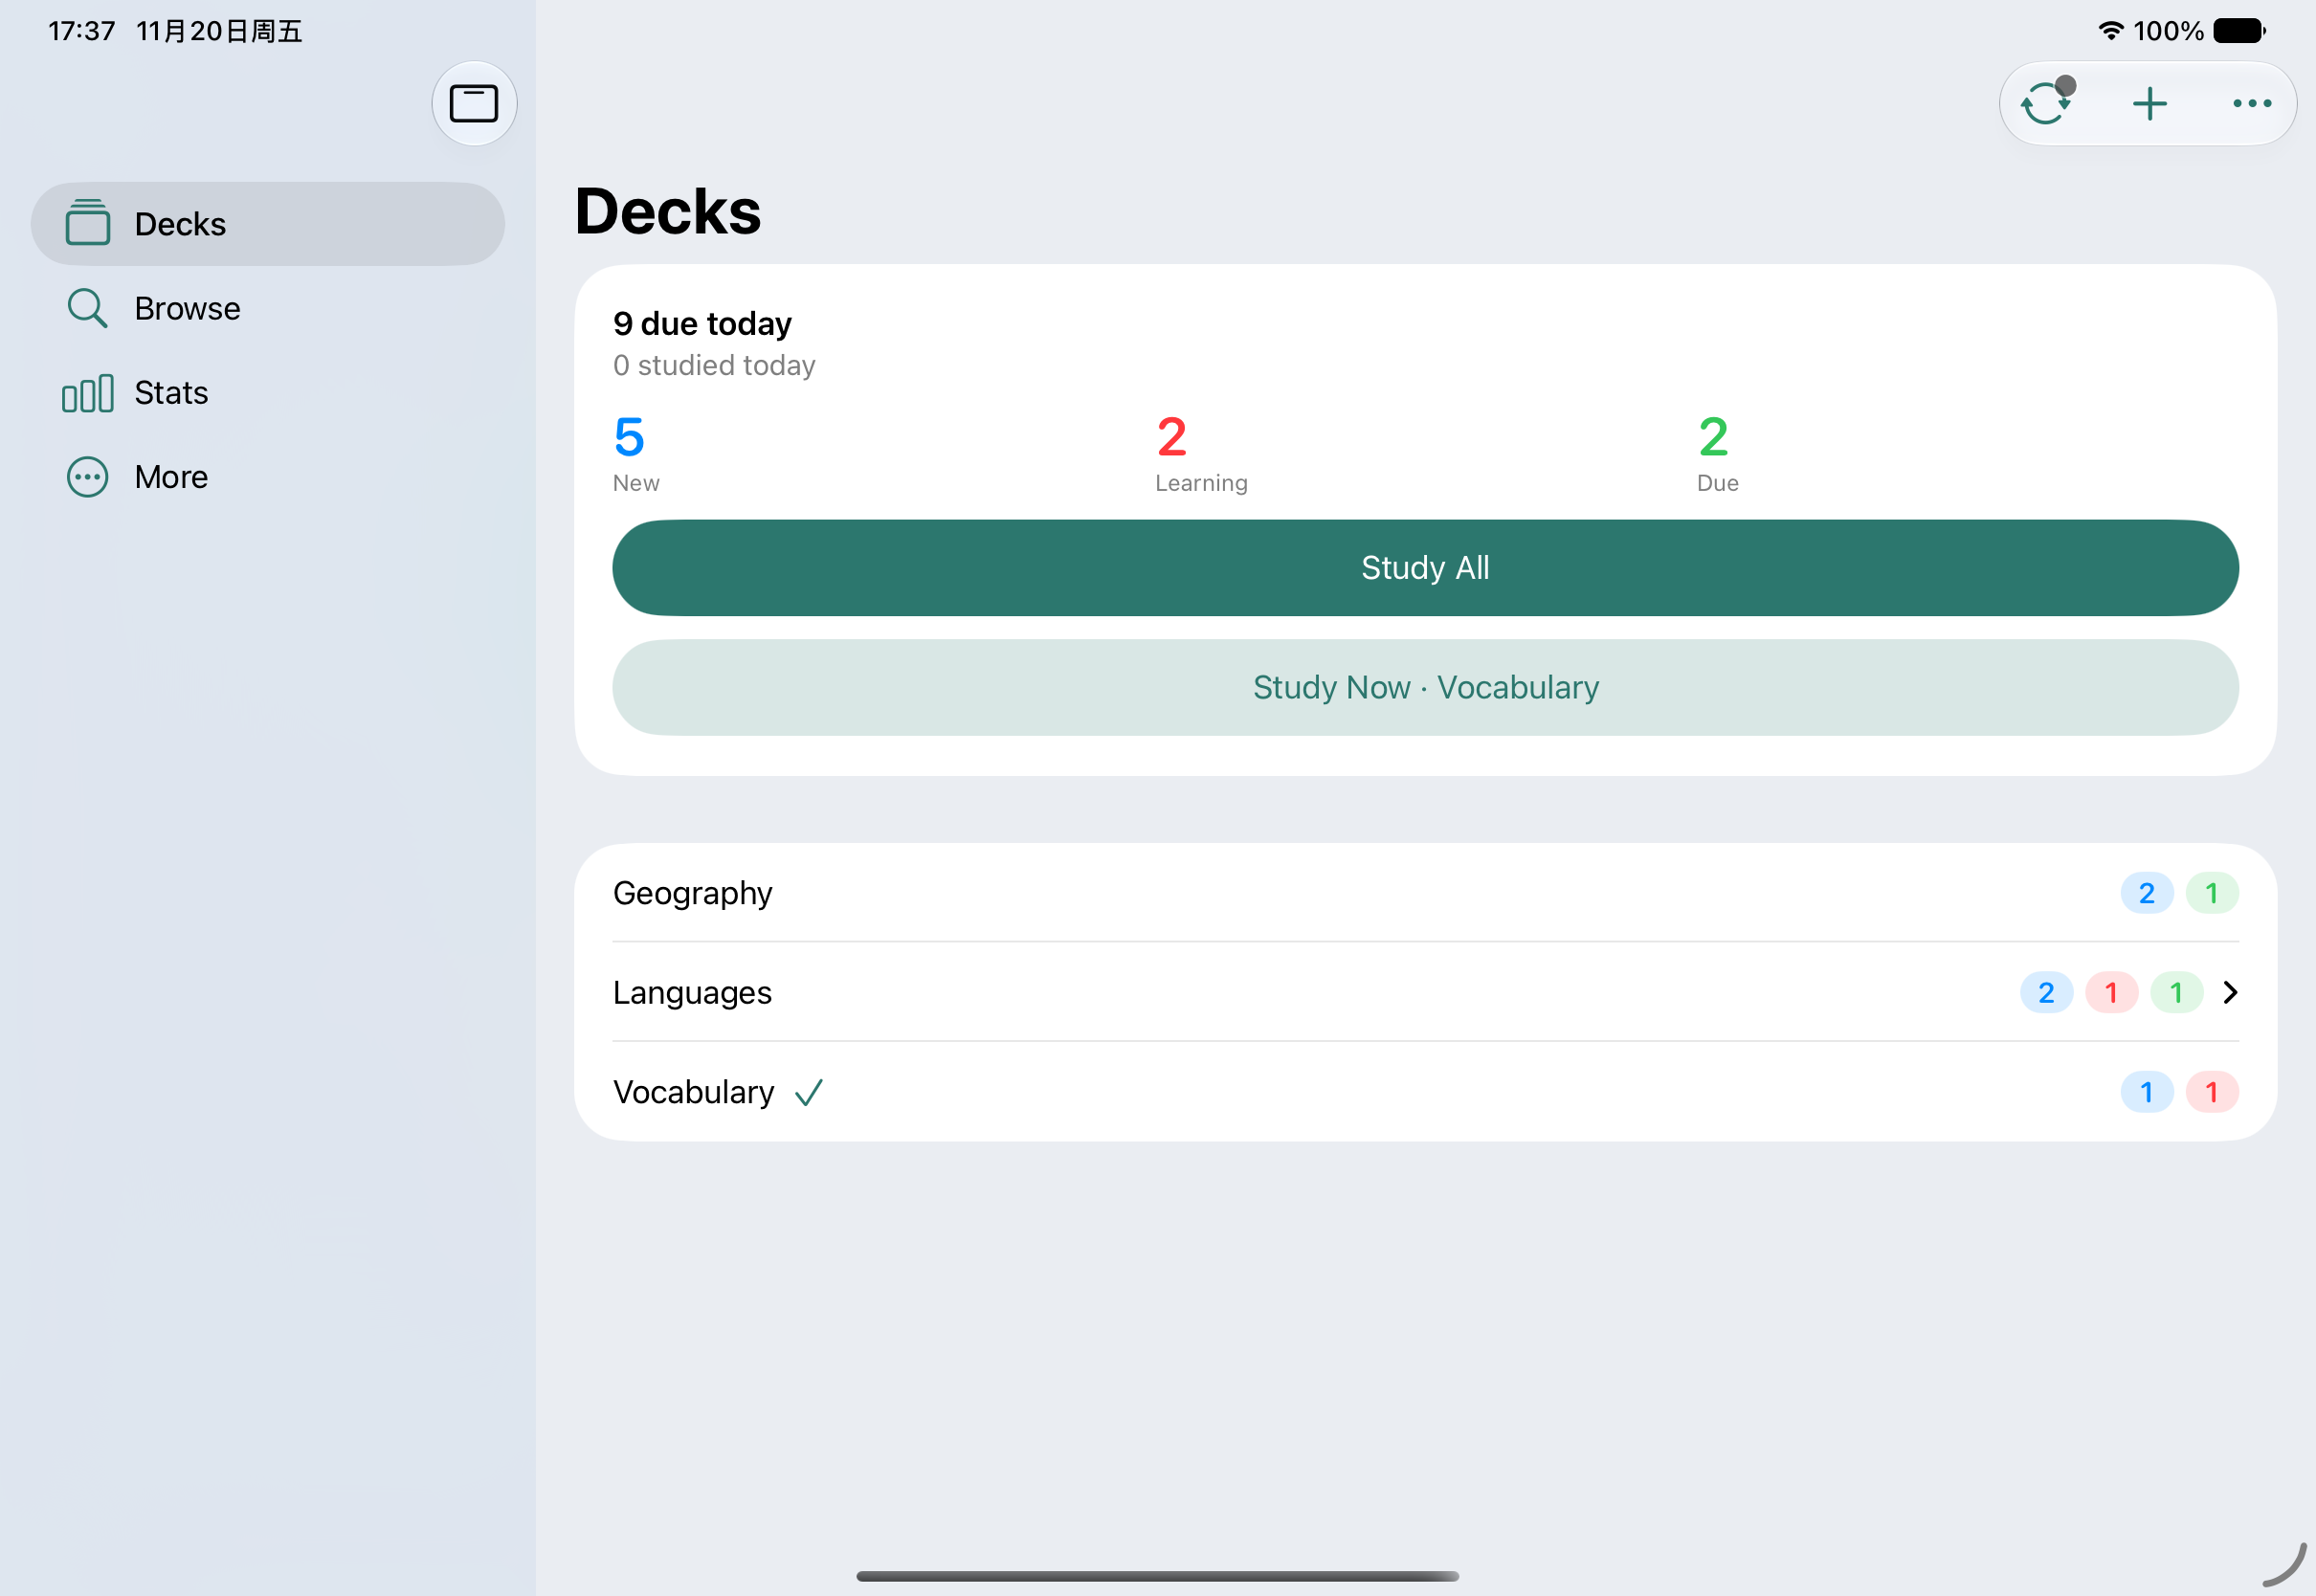 17:37 11月20日周五
100%
Decks
Browse
Stats
More
Decks
9 due today
0 studied today
5 2 2
New Learning Due
Study All
Study Now · Vocabulary
Geography 2 1
Languages 2 1 1
Vocabulary 1 1